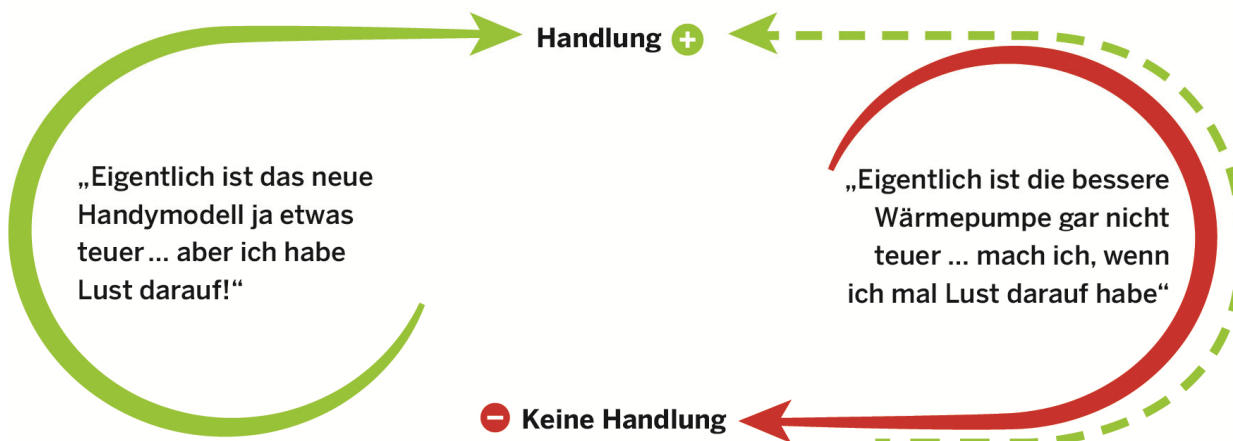 Handlung +
„Eigentlich ist das neue
Handymodell ja etwas
teuer ... aber ich habe
Lust darauf!“
„Eigentlich ist die bessere
Wärmepumpe gar nicht
teuer ... mach ich, wenn
ich mal Lust darauf habe“
− Keine Handlung